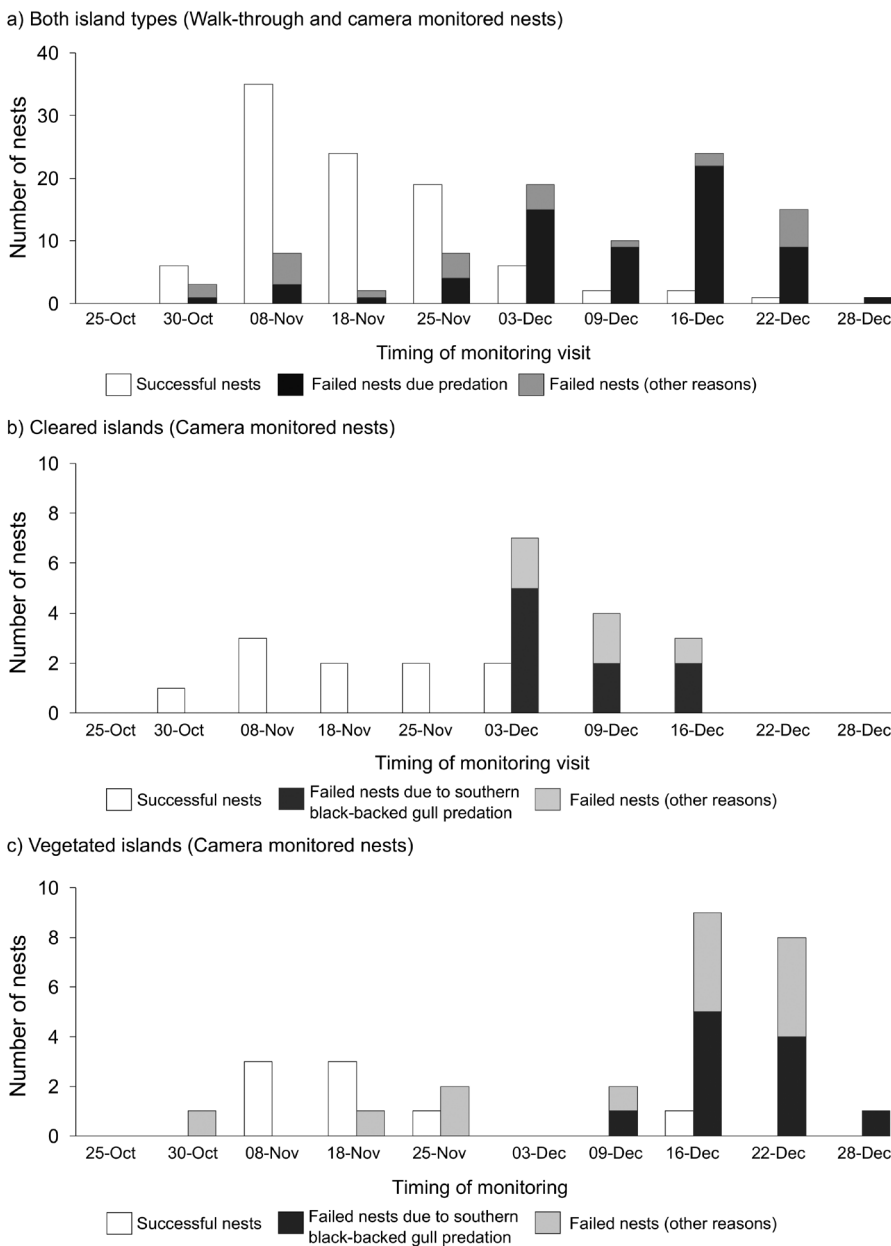 a) Both island types (Walk-through and camera monitored nests)
Number of nests
40
30
20
10
0
25-Oct 30-Oct 08-Nov 18-Nov 25-Nov 03-Dec 09-Dec 16-Dec 22-Dec 28-Dec
Timing of monitoring visit
Successful nests Failed nests due predation Failed nests (other reasons)
b) Cleared islands (Camera monitored nests)
Number of nests
10
8
6
4
2
0
25-Oct 30-Oct 08-Nov 18-Nov 25-Nov 03-Dec 09-Dec 16-Dec 22-Dec 28-Dec
Timing of monitoring visit
Successful nests Failed nests due to southern black-backed gull predation Failed nests (other reasons)
c) Vegetated islands (Camera monitored nests)
Number of nests
10
8
6
4
2
0
25-Oct 30-Oct 08-Nov 18-Nov 25-Nov 03-Dec 09-Dec 16-Dec 22-Dec 28-Dec
Timing of monitoring
Successful nests Failed nests due to southern black-backed gull predation Failed nests (other reasons)